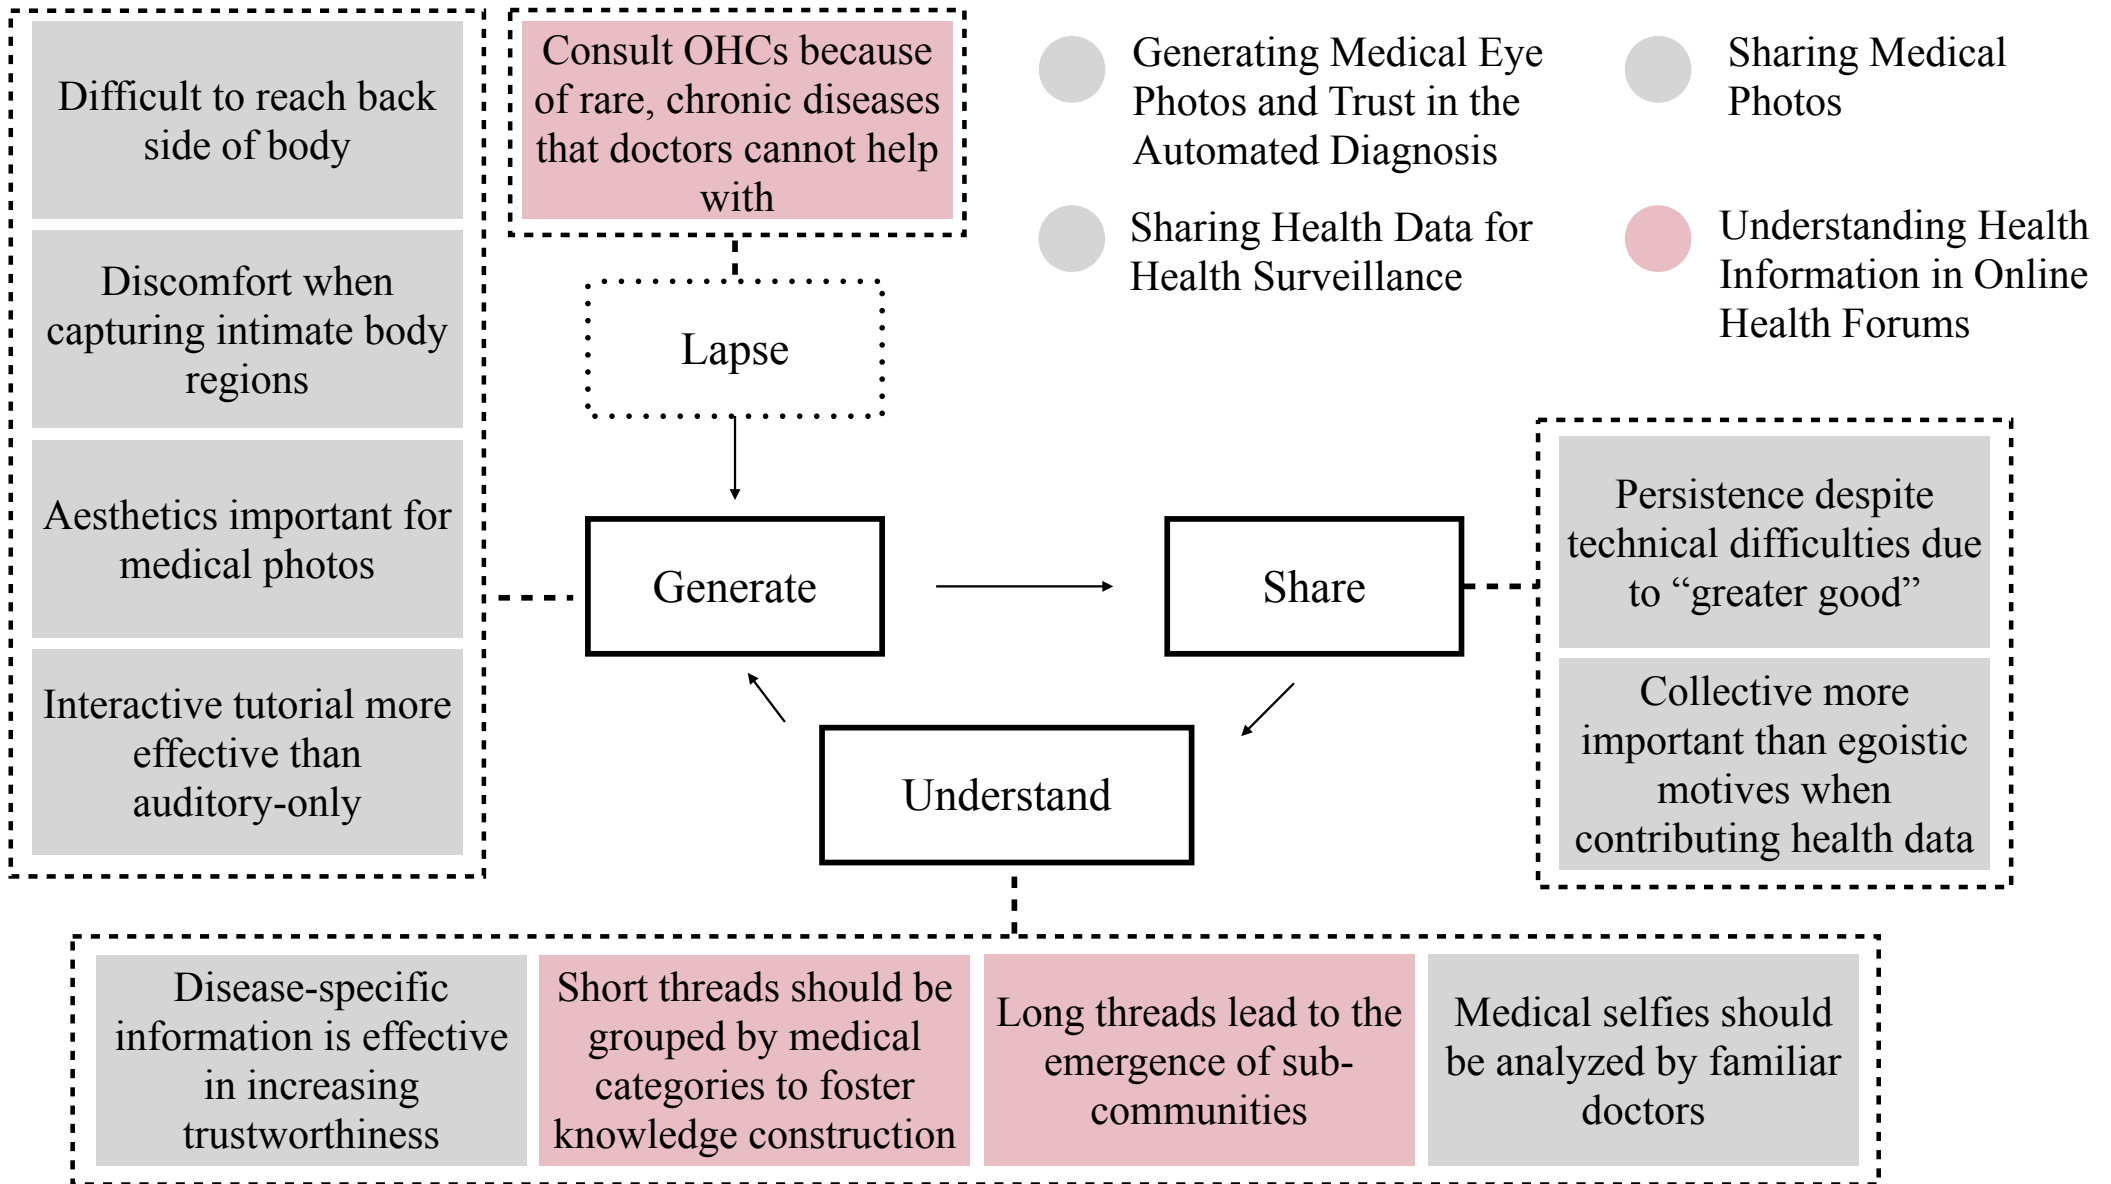 Difficult to reach back
side of body
Discomfort when
capturing intimate body
regions
Aesthetics important for
medical photos
Interactive tutorial more
effective than
auditory-only
Consult OHCs because
of rare, chronic diseases
that doctors cannot help
with
Lapse
Generating Medical Eye
Photos and Trust in the
Automated Diagnosis
Sharing Medical
Photos
Sharing Health Data for
Health Surveillance
Understanding Health
Information in Online
Health Forums
Generate
Share
Understand
Persistence despite
technical difficulties due
to “greater good”
Collective more
important than egoistic
motives when
contributing health data
Disease-specific
information is effective
in increasing
trustworthiness
Short threads should be
grouped by medical
categories to foster
knowledge construction
Long threads lead to the
emergence of sub-
communities
Medical selfies should
be analyzed by familiar
doctors